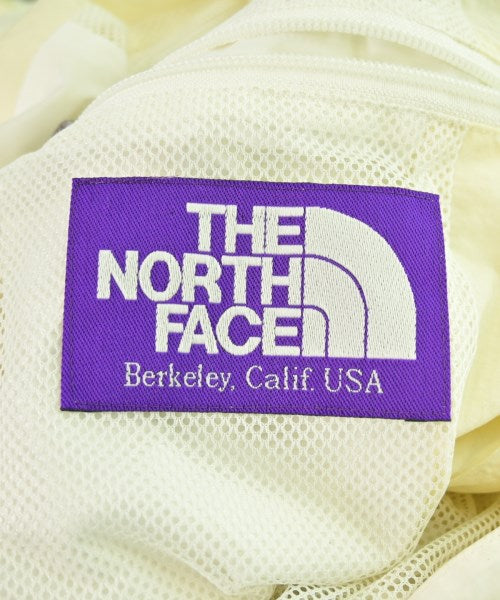 THE
NORTH
FACE
Berkeley, Calif. USA